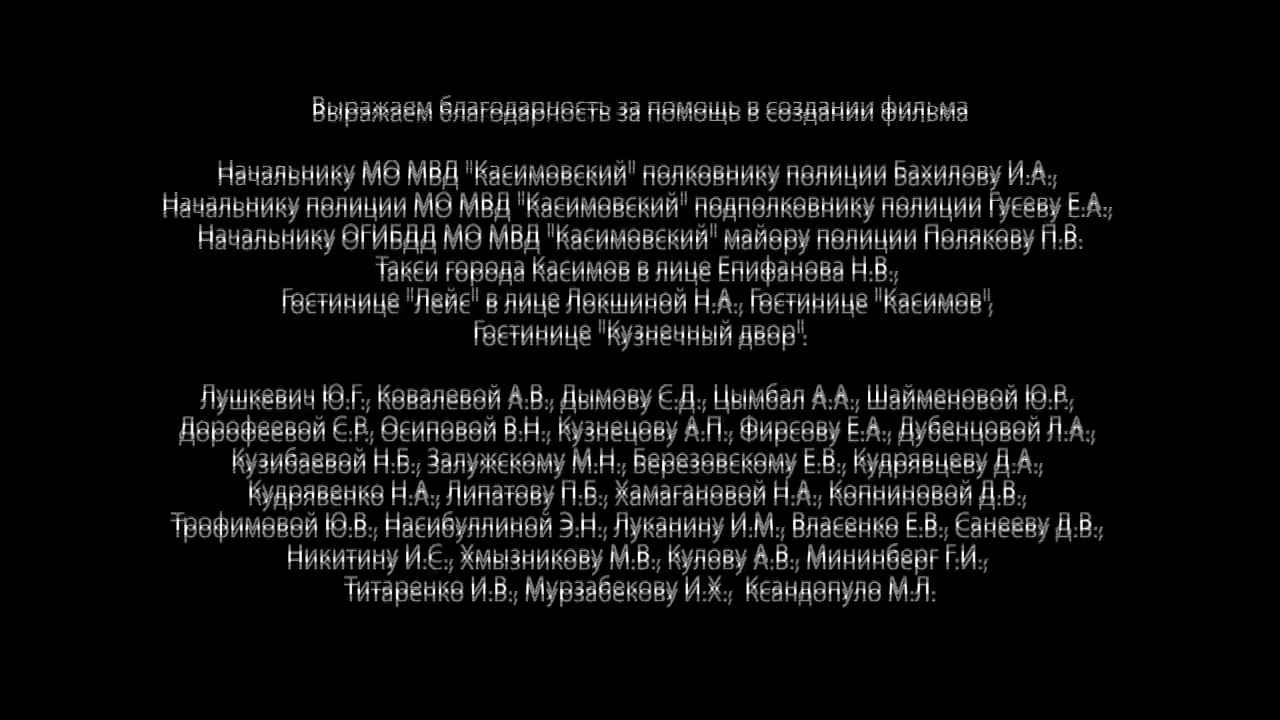 Выражаем благодарность за помощь в создании фильма
Начальнику МО МВД "Касимовский" полковнику полиции Бахилову И.А.,
Начальнику полиции МО МВД "Касимовский" подполковнику полиции Гусеву Е.А.,
Начальнику ОГИБДД МО МВД "Касимовский" майору полиции Полякову П.В.
Такси города Касимов в лице Епифанова Н.В.,
Гостинице "Лейс" в лице Локшиной Н.А., Гостинице "Касимов",
Гостинице "Кузнечный двор".
Лушкевич Ю.Г., Ковалевой А.В., Дымову С.Д., Цымбал А.А., Шайменовой Ю.Р.,
Дорофеевой С.Р., Осиповой В.Н., Кузнецову А.П., Фирсову Е.А., Дубенцовой Л.А.,
Кузибаевой Н.Б., Залужскому М.Н., Березовскому Е.В., Кудрявцеву Д.А.,
Кудрявенко Н.А., Липатову П.Б., Хамагановой Н.А., Копниновой Д.В.,
Трофимовой Ю.В., Насибуллиной Э.Н., Луканину И.М., Власенко Е.В., Санееву Д.В.,
Никитину И.С., Хмызникову М.В., Кулову А.В., Мининберг Г.И.,
Титаренко И.В., Мурзабекову И.Х., Ксандопуло М.Л.